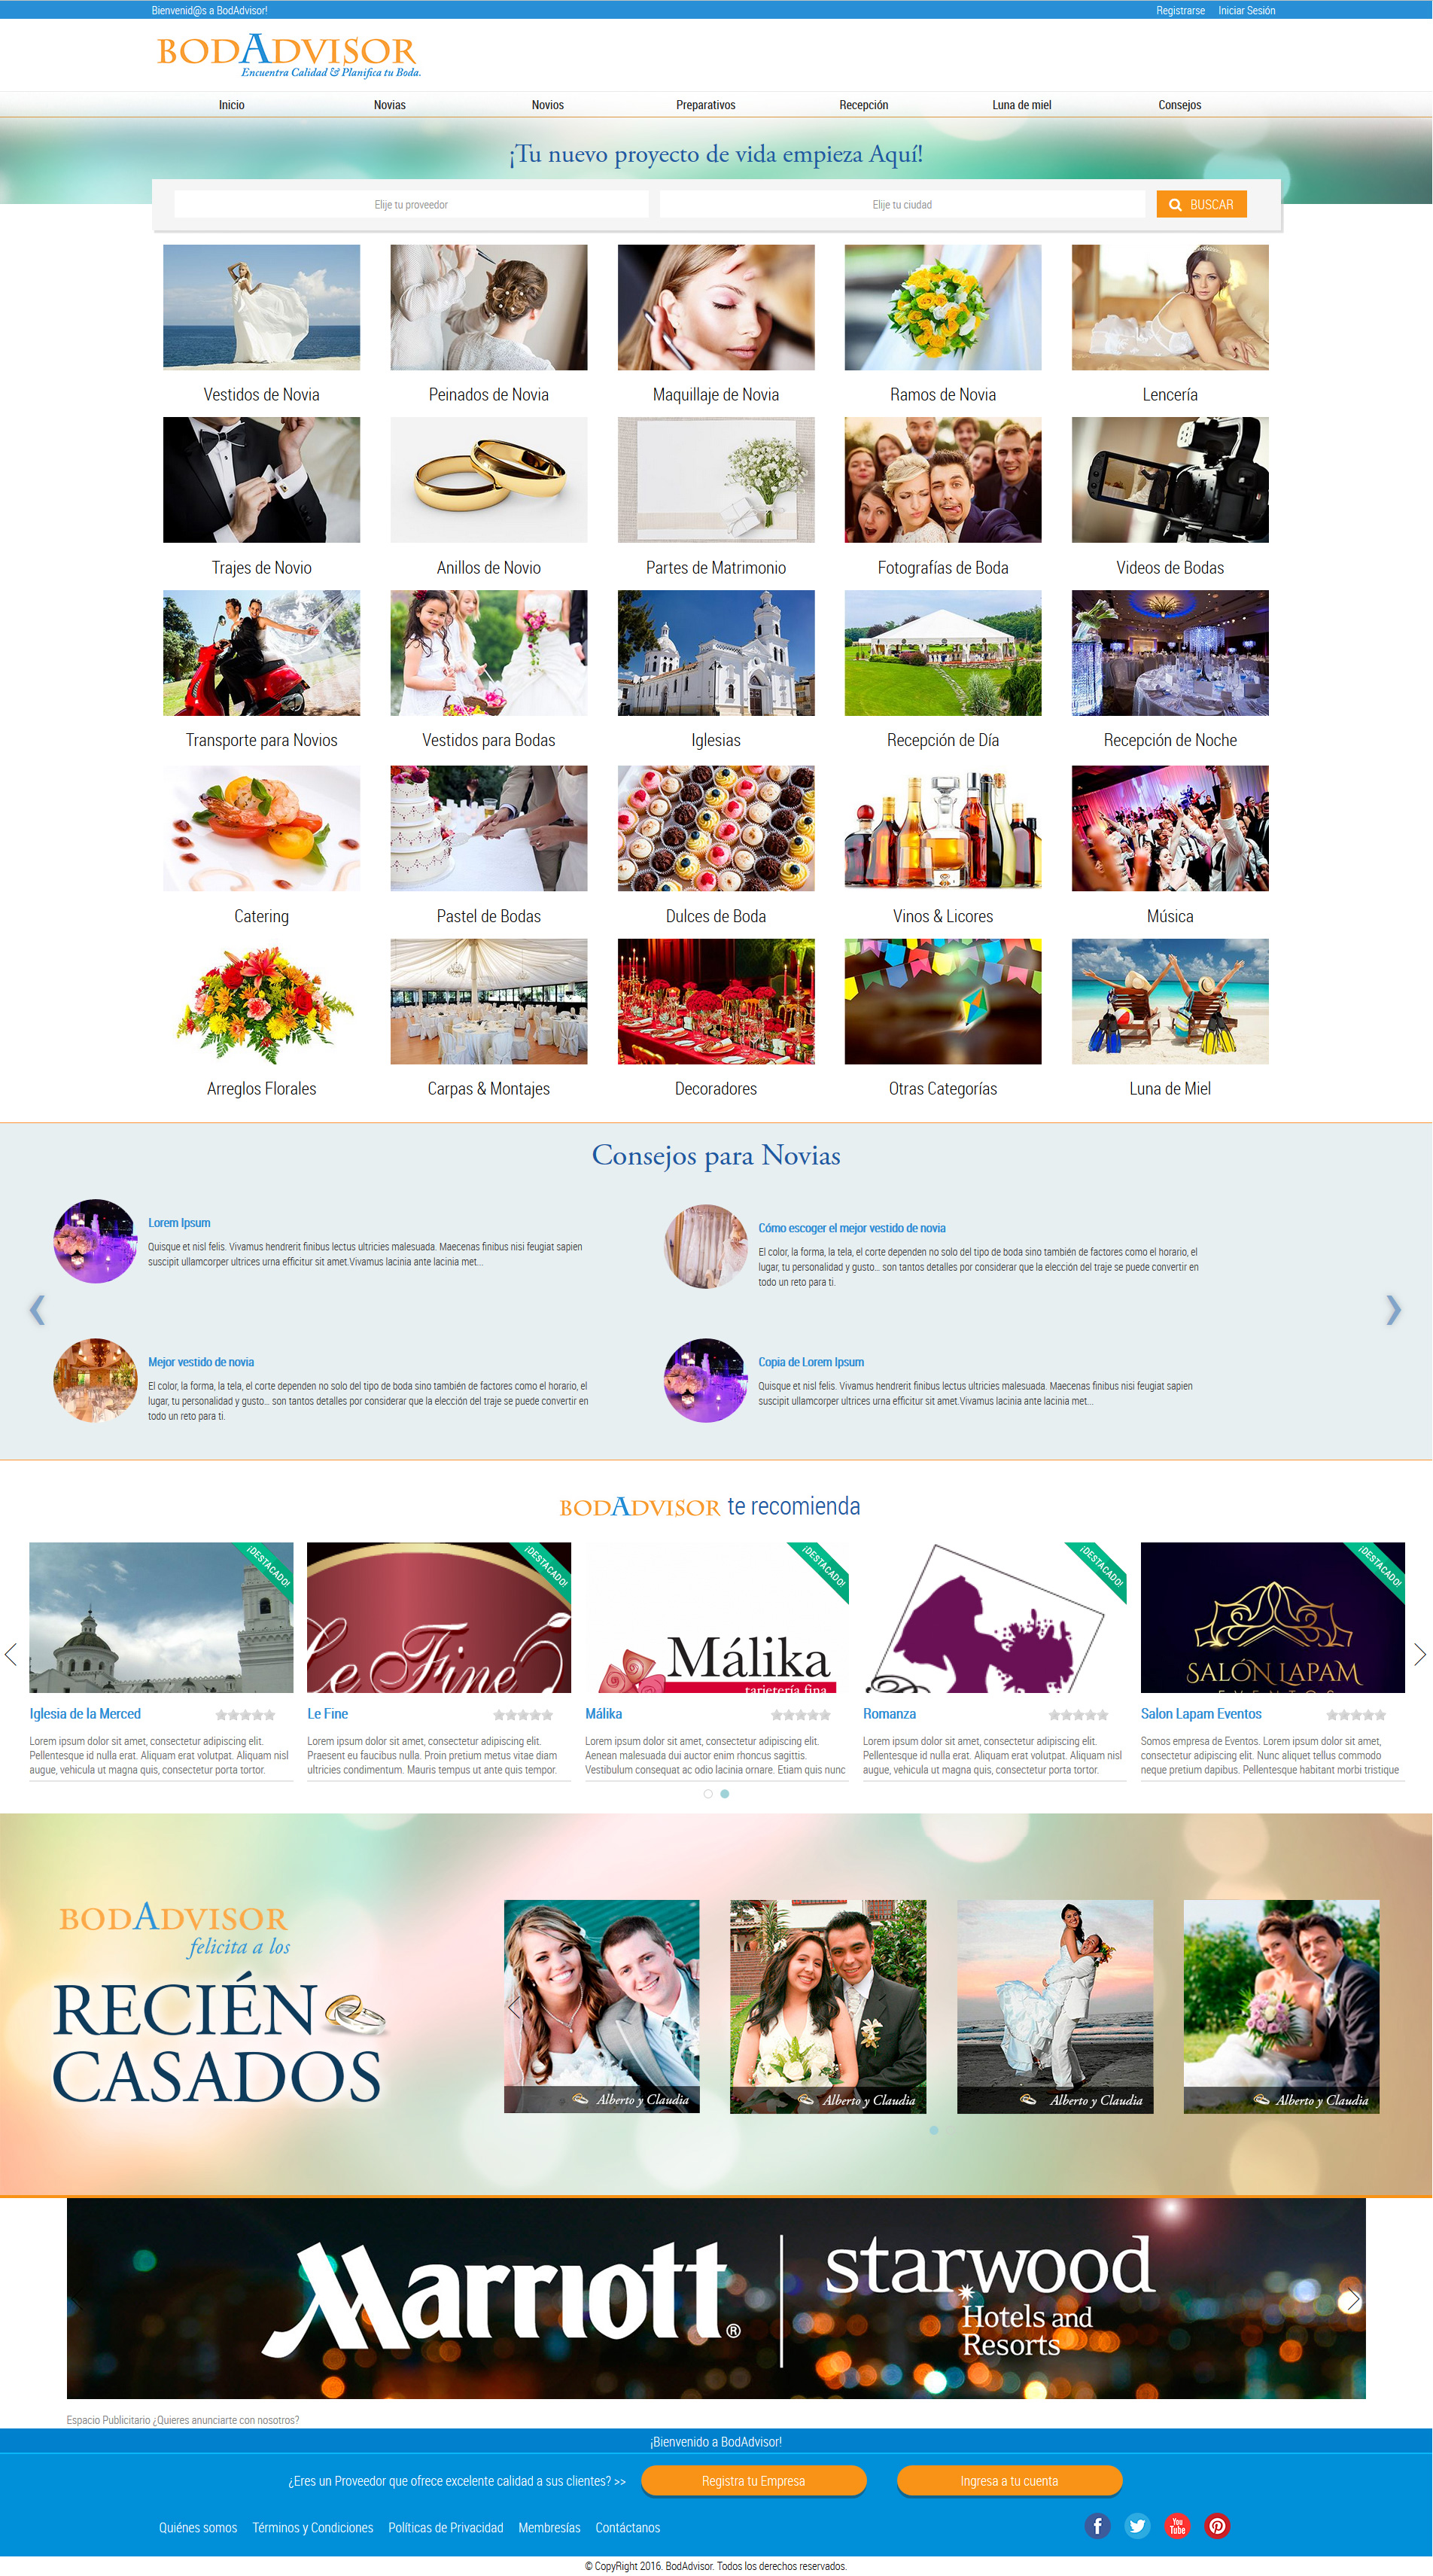 Bienvenid@s a BodAdvisor!
Registrarse Iniciar Sesión
BODADVISOR
Encuentra Calidad & Planifica tu Boda.
Inicio Novias Novios Preparativos Recepción Luna de miel Consejos
¡Tu nuevo proyecto de vida empieza Aquí!
Elije tu proveedor Elije tu ciudad BUSCAR
Vestidos de Novia Peinados de Novia Maquillaje de Novia Ramos de Novia Lencería
Trajes de Novio Anillos de Novio Partes de Matrimonio Fotografías de Boda Videos de Bodas
Transporte para Novios Vestidos para Bodas Iglesias Recepción de Día Recepción de Noche
Catering Pastel de Bodas Dulces de Boda Vinos & Licores Música
Arreglos Florales Carpas & Montajes Decoradores Otras Categorías Luna de Miel
Consejos para Novias
Lorem Ipsum
Quisque et nisl felis. Vivamus hendrerit finibus lectus ultricies malesuada. Maecenas finibus nisi feugiat sapien
suscipit ullamcorper ultrices urna efficitur sit amet.Vivamus lacinia ante lacinia met...
Cómo escoger el mejor vestido de novia
El color, la forma, la tela, el corte dependen no solo del tipo de boda sino también de factores como el horario, el
lugar, tu personalidad y gusto... son tantos detalles por considerar que la elección del traje se puede convertir en
todo un reto para ti.
Mejor vestido de novia
El color, la forma, la tela, el corte dependen no solo del tipo de boda sino también de factores como el horario, el
lugar, tu personalidad y gusto... son tantos detalles por considerar que la elección del traje se puede convertir en
todo un reto para ti.
Copia de Lorem Ipsum
Quisque et nisl felis. Vivamus hendrerit finibus lectus ultricies malesuada. Maecenas finibus nisi feugiat sapien
suscipit ullamcorper ultrices urna efficitur sit amet.Vivamus lacinia ante lacinia met...
BODADVISOR te recomienda
¡DESTACADO! ¡DESTACADO! ¡DESTACADO! ¡DESTACADO! ¡DESTACADO!
Le Fine
Málika
tarjetería fina
SALÓN LAPAM
EVENTOS
Iglesia de la Merced
Lorem ipsum dolor sit amet, consectetur adipiscing elit.
Pellentesque id nulla erat. Aliquam erat volutpat. Aliquam nisl
augue, vehicula ut magna quis, consectetur porta tortor.
Le Fine
Lorem ipsum dolor sit amet, consectetur adipiscing elit.
Praesent eu faucibus nulla. Proin pretium metus vitae diam
ultricies condimentum. Mauris tempus ut ante quis tempor.
Málika
Lorem ipsum dolor sit amet, consectetur adipiscing elit.
Aenean malesuada dui auctor enim rhoncus sagittis.
Vestibulum consequat ac odio lacinia ornare. Etiam quis nunc
Romanza
Lorem ipsum dolor sit amet, consectetur adipiscing elit.
Pellentesque id nulla erat. Aliquam erat volutpat. Aliquam nisl
augue, vehicula ut magna quis, consectetur porta tortor.
Salon Lapam Eventos
Somos empresa de Eventos. Lorem ipsum dolor sit amet,
consectetur adipiscing elit. Nunc aliquet tellus commodo
neque pretium dapibus. Pellentesque habitant morbi tristique
BODADVISOR
felicita a los
RECIÉN
CASADOS
Alberto y Claudia Alberto y Claudia Alberto y Claudia Alberto y Claudia
Marriott®
starwood
Hotels and
Resorts
Espacio Publicitario ¿Quieres anunciarte con nosotros?
¡Bienvenido a BodAdvisor!
¿Eres un Proveedor que ofrece excelente calidad a sus clientes? >> Registra tu Empresa Ingresa a tu cuenta
Quiénes somos Términos y Condiciones Políticas de Privacidad Membresías Contáctanos
You
Tube
© CopyRight 2016. BodAdvisor. Todos los derechos reservados.